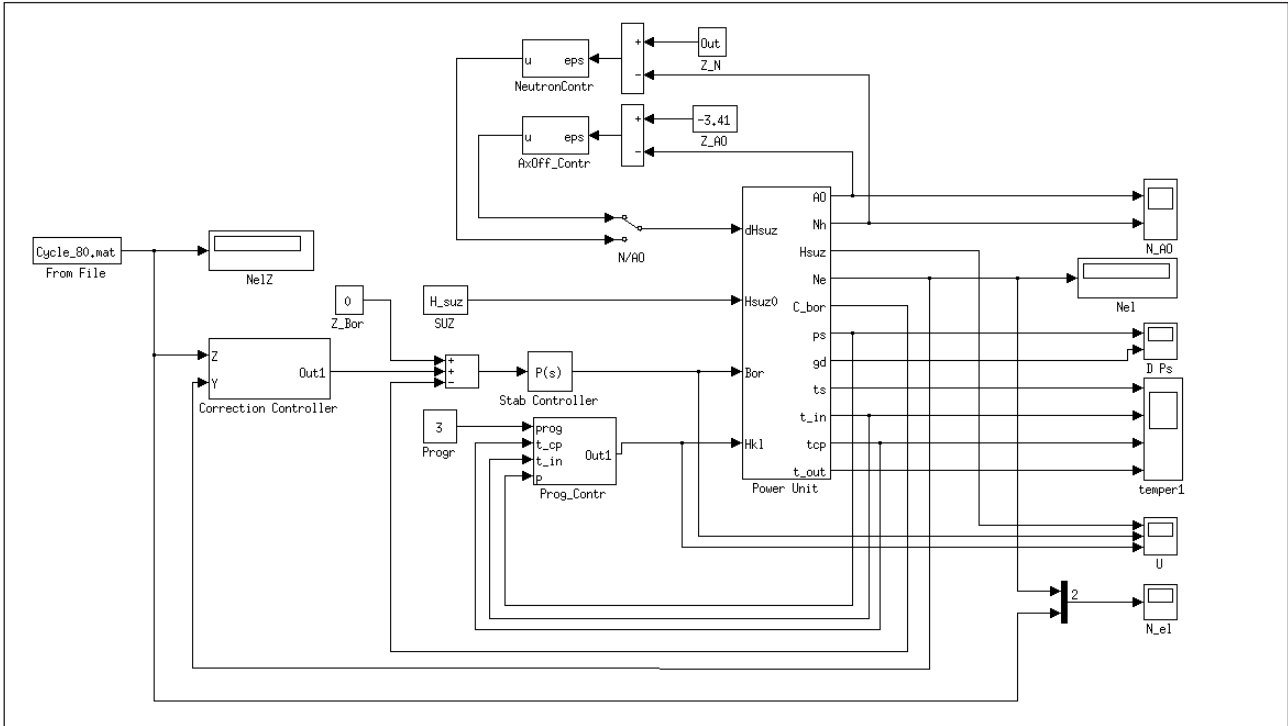 +
Out
Z_N
u
eps
NeutronContr
−
+
-3.41
Z_AO
u
eps
AxOff_Contr
−
AO
Nh
Hsuz
Ne
C_bor
ps
gd
ts
t_in
tcp
t_out
dHsuz
Hsuz0
Bor
Hkl
Power Unit
N/AO
N_AO
Cycle_80.mat
From File
NelZ
Nel
0
Z_Bor
H_suz
SUZ
Z
Y
Out1
Correction Controller
+
+
−
P(s)
Stab Controller
D Ps
3
Progr
prog
t_cp
t_in
p
Out1
Prog_Contr
temper1
U
2
N_el